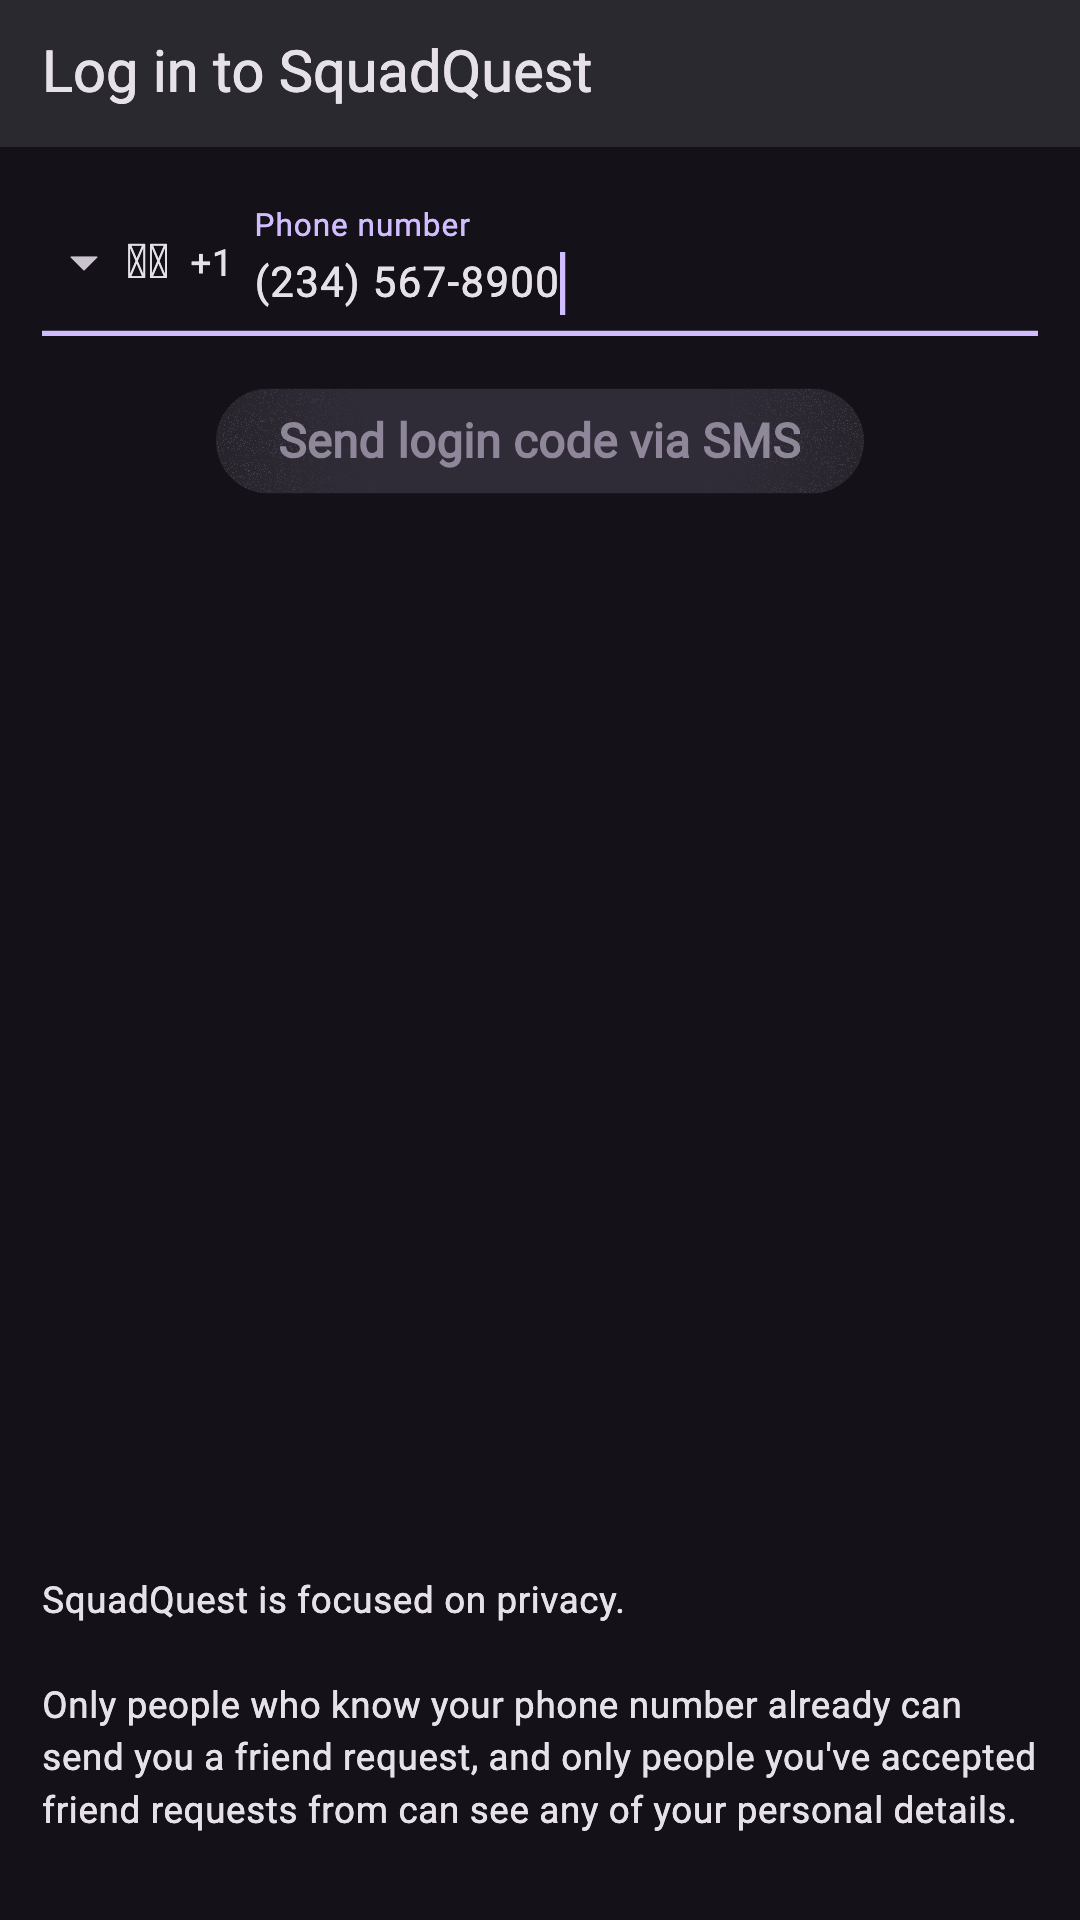 Log in to SquadQuest
Phone number
+1 (234) 567-8900
Send login code via SMS
SquadQuest is focused on privacy.
Only people who know your phone number already can
send you a friend request, and only people you've accepted
friend requests from can see any of your personal details.